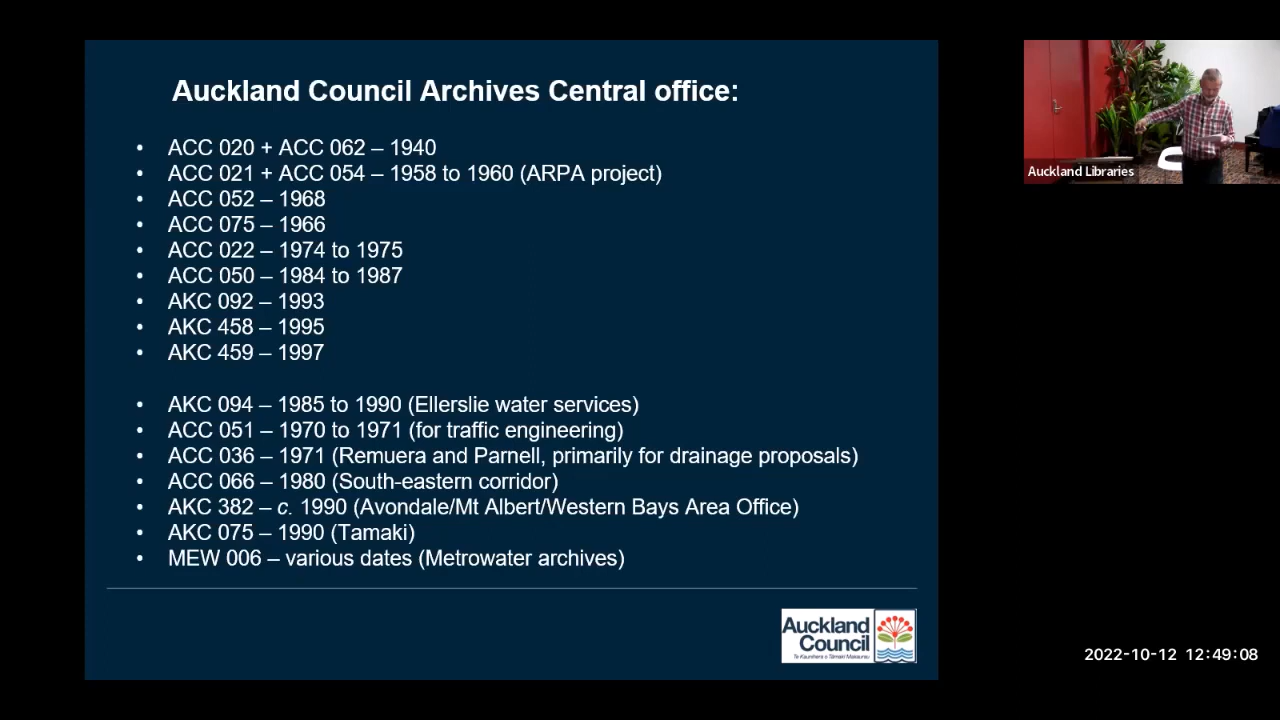 Auckland Council Archives Central office:
• ACC 020 + ACC 062 – 1940
• ACC 021 + ACC 054 – 1958 to 1960 (ARPA project)
• ACC 052 – 1968
• ACC 075 – 1966
• ACC 022 – 1974 to 1975
• ACC 050 – 1984 to 1987
• AKC 092 – 1993
• AKC 458 – 1995
• AKC 459 – 1997
• AKC 094 – 1985 to 1990 (Ellerslie water services)
• ACC 051 – 1970 to 1971 (for traffic engineering)
• ACC 036 – 1971 (Remuera and Parnell, primarily for drainage proposals)
• ACC 066 – 1980 (South-eastern corridor)
• AKC 382 – c. 1990 (Avondale/Mt Albert/Western Bays Area Office)
• AKC 075 – 1990 (Tamaki)
• MEW 006 – various dates (Metrowater archives)
Auckland
Council
Te Kaunihera o Tāmaki Makaurau
Auckland Libraries
2022-10-12 12:49:08